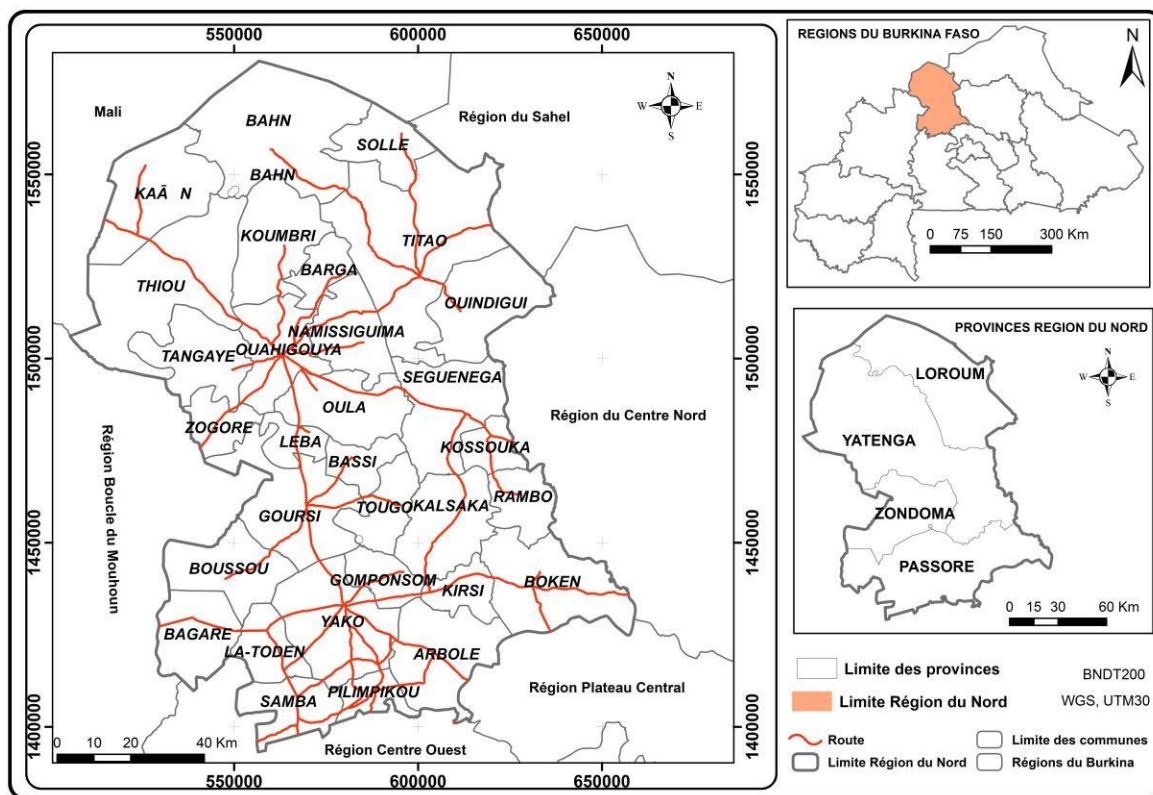 550000
600000
650000
Mali
Région du Sahel
N
W
E
S
BAHN
SOLLE
BAHN
KAÃ N
KOUMBRI
TITAO
BARGA
THIOU
OUINDIGUI
NAMISSIGUIMA
OUAHIGOUYA
TANGAYE
SEGUENEGA
OULA
Région du Centre Nord
ZOGORE
LEBA
KOSSOUKA
BASSI
RAMBO
TOUGO
KALSAKA
GOURSI
Région Boucle du Mouhoun
BOUSSOU
GOMPONSOM
BOKEN
KIRSI
YAKO
BAGARE
LA-TODEN
ARBOLE
SAMBA
PILIMPIKOU
Région Plateau Central
Région Centre Ouest
0 10 20 40 Km
1550000
1500000
1450000
1400000
1550000
1500000
1450000
1400000
550000
600000
650000
REGIONS DU BURKINA FASO
N
0 75 150 300 Km
PROVINCES REGION DU NORD
N
W
E
S
LOROUM
YATENGA
ZONDOMA
PASSORE
0 15 30 60 Km
Limite des provinces
BNDT200
Limite Région du Nord
WGS, UTM30
Route
Limite des communes
Limite Région du Nord
Régions du Burkina